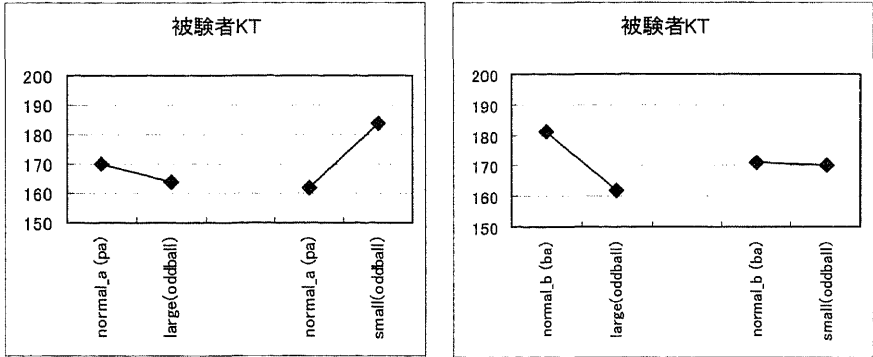 被験者KT
200
190
180
170
160
150
normal_a (pa)
large(oddball)
normal_a (pa)
small(oddball)
被験者KT
200
190
180
170
160
150
normal_b (ba)
large(oddball)
normal_b (ba)
small(oddball)